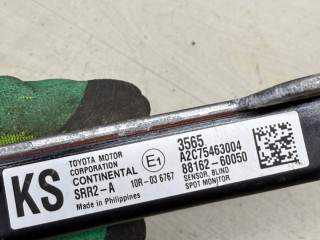 KS
TOYOTA MOTOR
CORPORATION
CONTINENTAL
SRR2-A
10R-03 6767
Made in Philippines
E1
3565
A2C75463004
88162-60050
SENSOR, BLIND
SPOT MONITOR